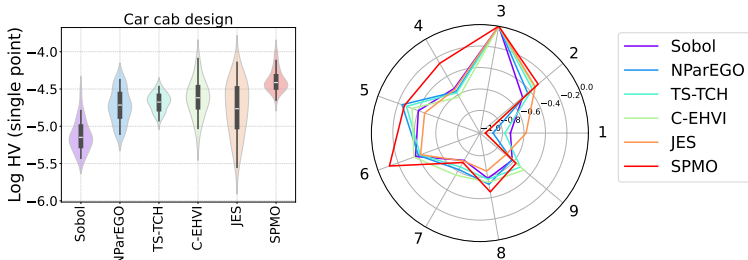 Car cab design
Log HV (single point)
−4.0
−4.5
−5.0
−5.5
−6.0
Sobol
NParEGO
TS-TCH
C-EHVI
JES
SPMO
1
2
3
4
5
6
7
8
9
−1.0
−0.8
−0.6
−0.4
−0.2
0.0
Sobol
NParEGO
TS-TCH
C-EHVI
JES
SPMO